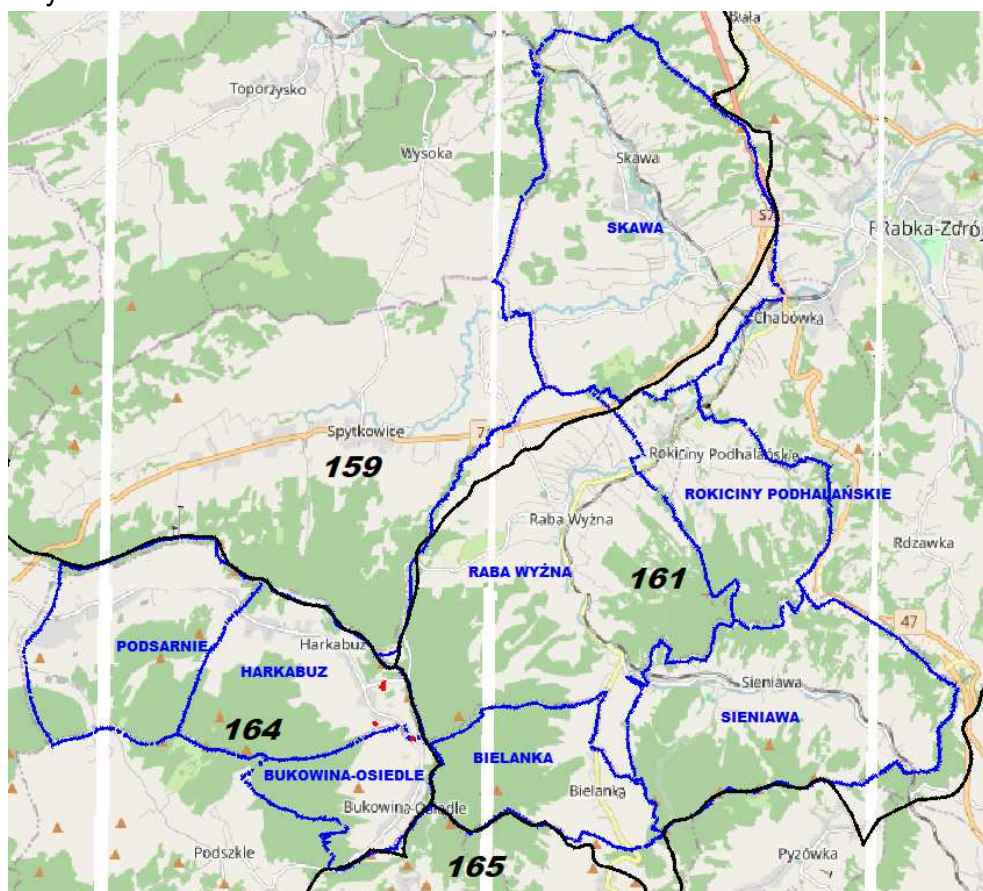 Biała
Toporzysko
Wysoka
Skawa
SKAWA
S7
Rabka-Zdrój
Chabówka
Spytkowice
7
159
Rokiciny Podhalańskie
ROKICINY PODHALAŃSKIE
Raba Wyżna
RABA WYŻNA
161
Rdzawka
47
PODSARNIE
Harkabuz
HARKABUZ
Sieniawa
SIENIAWA
164
BIELANKA
BUKOWINA-OSIEDLE
Bielanka
Bukowina-Osiedle
Podszkle
165
Pyzówka